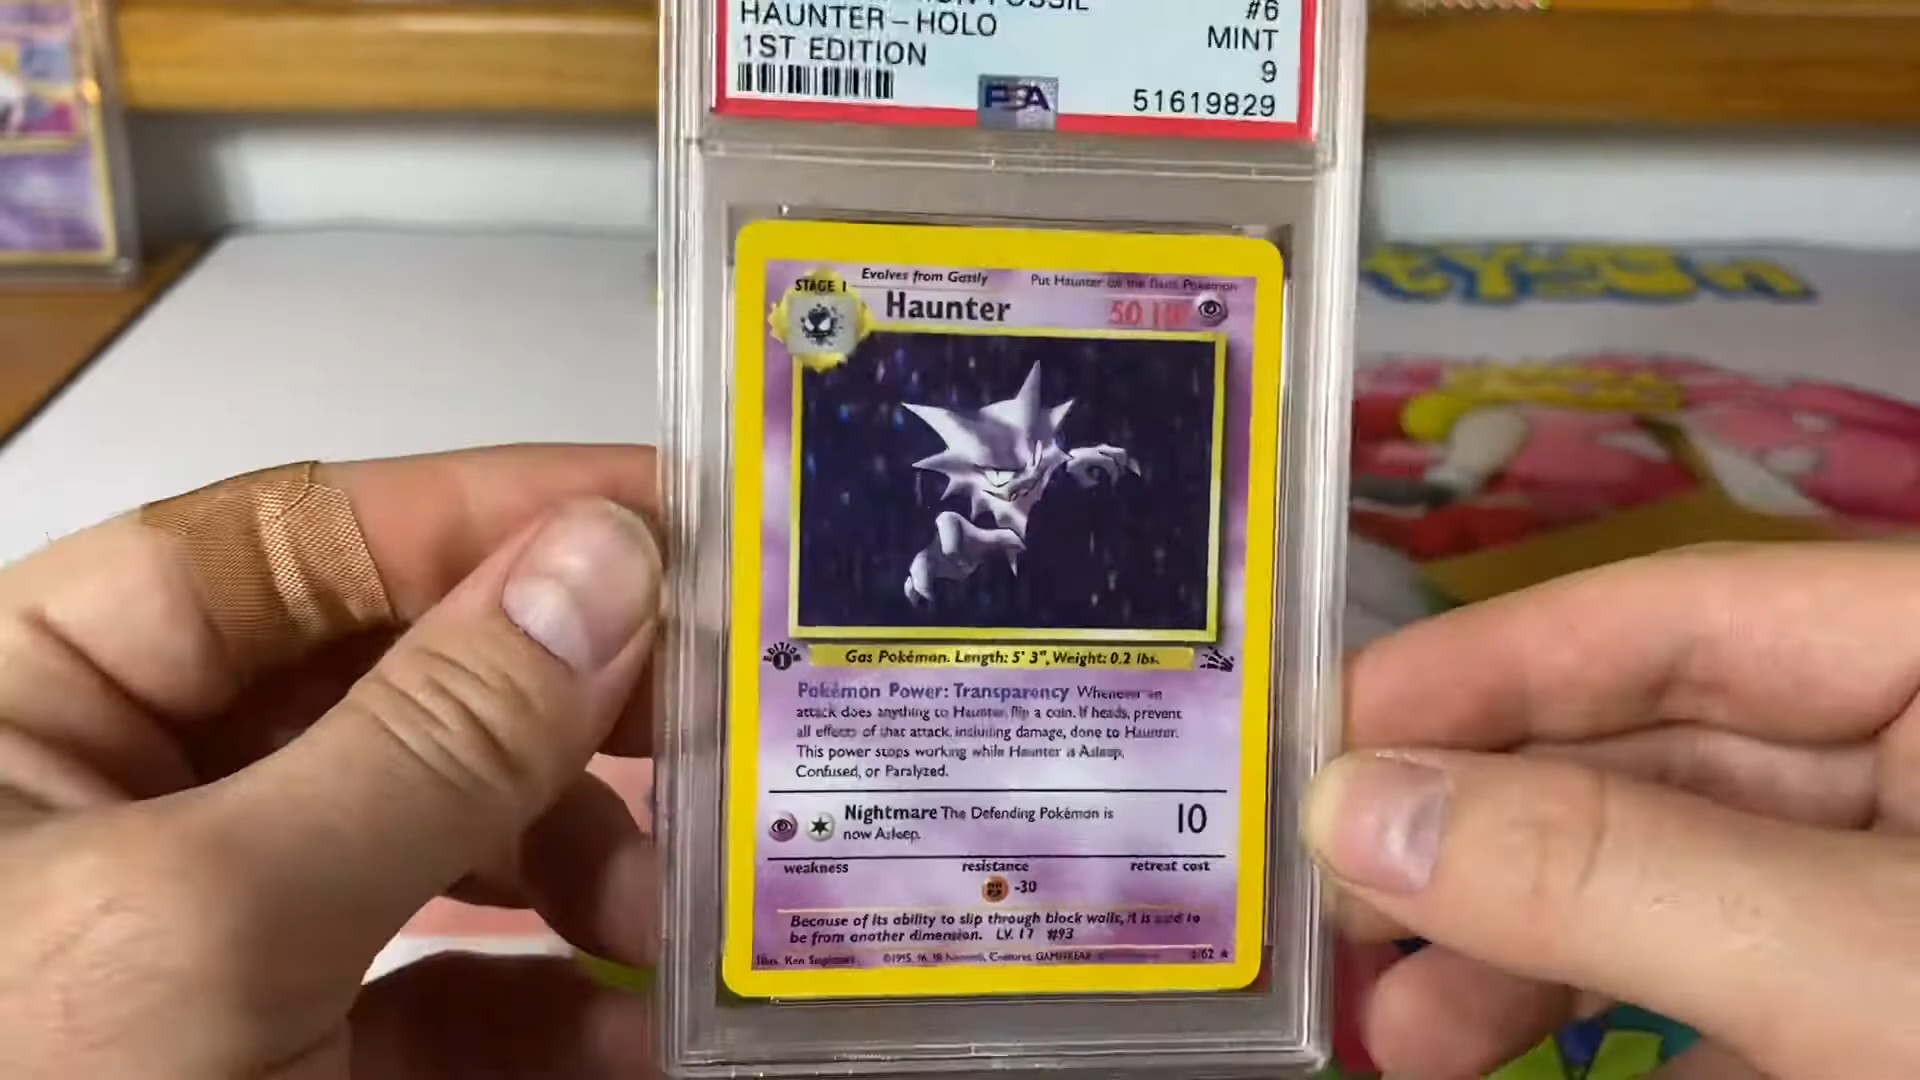 FOSSIL #6
HAUNTER – HOLO MINT
1ST EDITION 9
PSA 51619829
Evolves from Gastly Put Haunter on the Basic Pokémon
STAGE 1
Haunter 50 HP
EDITION 1
Gas Pokémon. Length: 5' 3", Weight: 0.2 lbs.
Pokémon Power: Transparency Whenever an
attack does anything to Haunter, flip a coin. If heads, prevent
all effects of that attack, including damage, done to Haunter.
This power stops working while Haunter is Asleep,
Confused, or Paralyzed.
Nightmare The Defending Pokémon is 10
now Asleep.
weakness resistance retreat cost
-30
Because of its ability to slip through block walls, it is said to
be from another dimension. LV. 17 #93
Illus. Ken Sugimori ©1995, 96, 98 Nintendo, Creatures, GAMEFREAK. 6/62